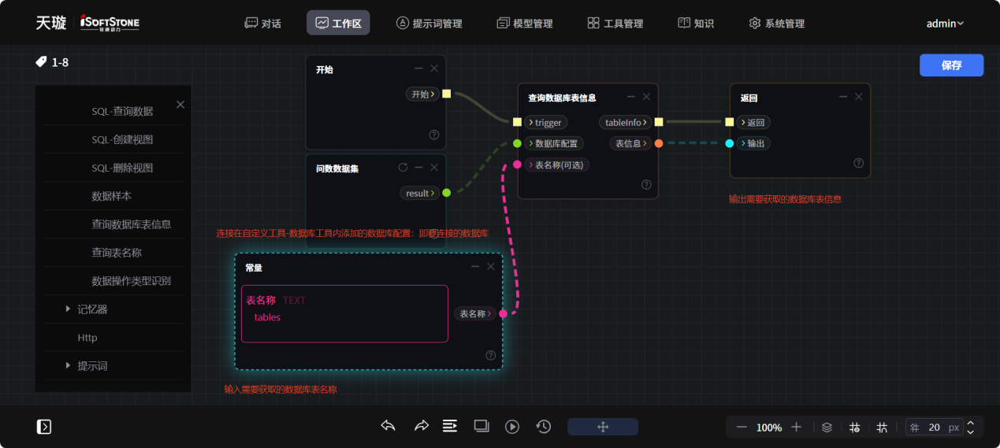 天璇 iSoftStone 软通动力 对话 工作区 提示词管理 模型管理 工具管理 知识 系统管理 admin
1-8 保存
SQL-查询数据
SQL-创建视图
SQL-删除视图
数据样本
查询数据库表信息
查询表名称
数据操作类型识别
记忆器
Http
提示词
开始
开始
问数数据集
result
连接在自定义工具-数据库工具内添加的数据库配置：即要连接的数据库
常量
表名称 TEXT
tables
表名称
输入需要获取的数据库表名称
查询数据库表信息
trigger tableInfo
数据库配置 表信息
表名称(可选)
返回
返回
输出
输出需要获取的数据库表信息
100% 20 px